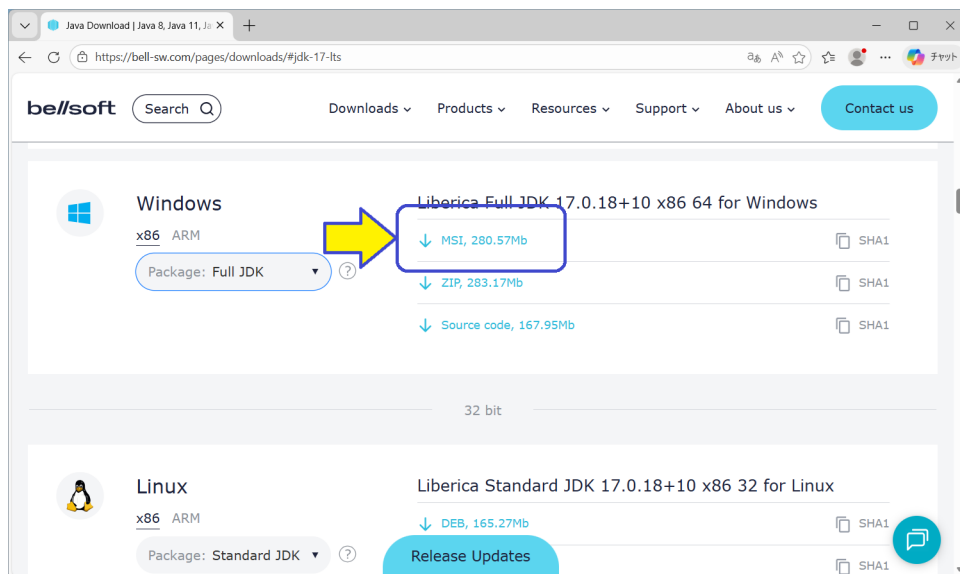 Java Download | Java 8, Java 11, Ja
https://bell-sw.com/pages/downloads/#jdk-17-lts
チャット
bellsoft
Search
Downloads
Products
Resources
Support
About us
Contact us
Windows
x86 ARM
Package: Full JDK
?
Liberica Full JDK 17.0.18+10 x86 64 for Windows
MSI, 280.57Mb
SHA1
ZIP, 283.17Mb
SHA1
Source code, 167.95Mb
SHA1
32 bit
Linux
x86 ARM
Package: Standard JDK
?
Liberica Standard JDK 17.0.18+10 x86 32 for Linux
DEB, 165.27Mb
SHA1
SHA1
Release Updates